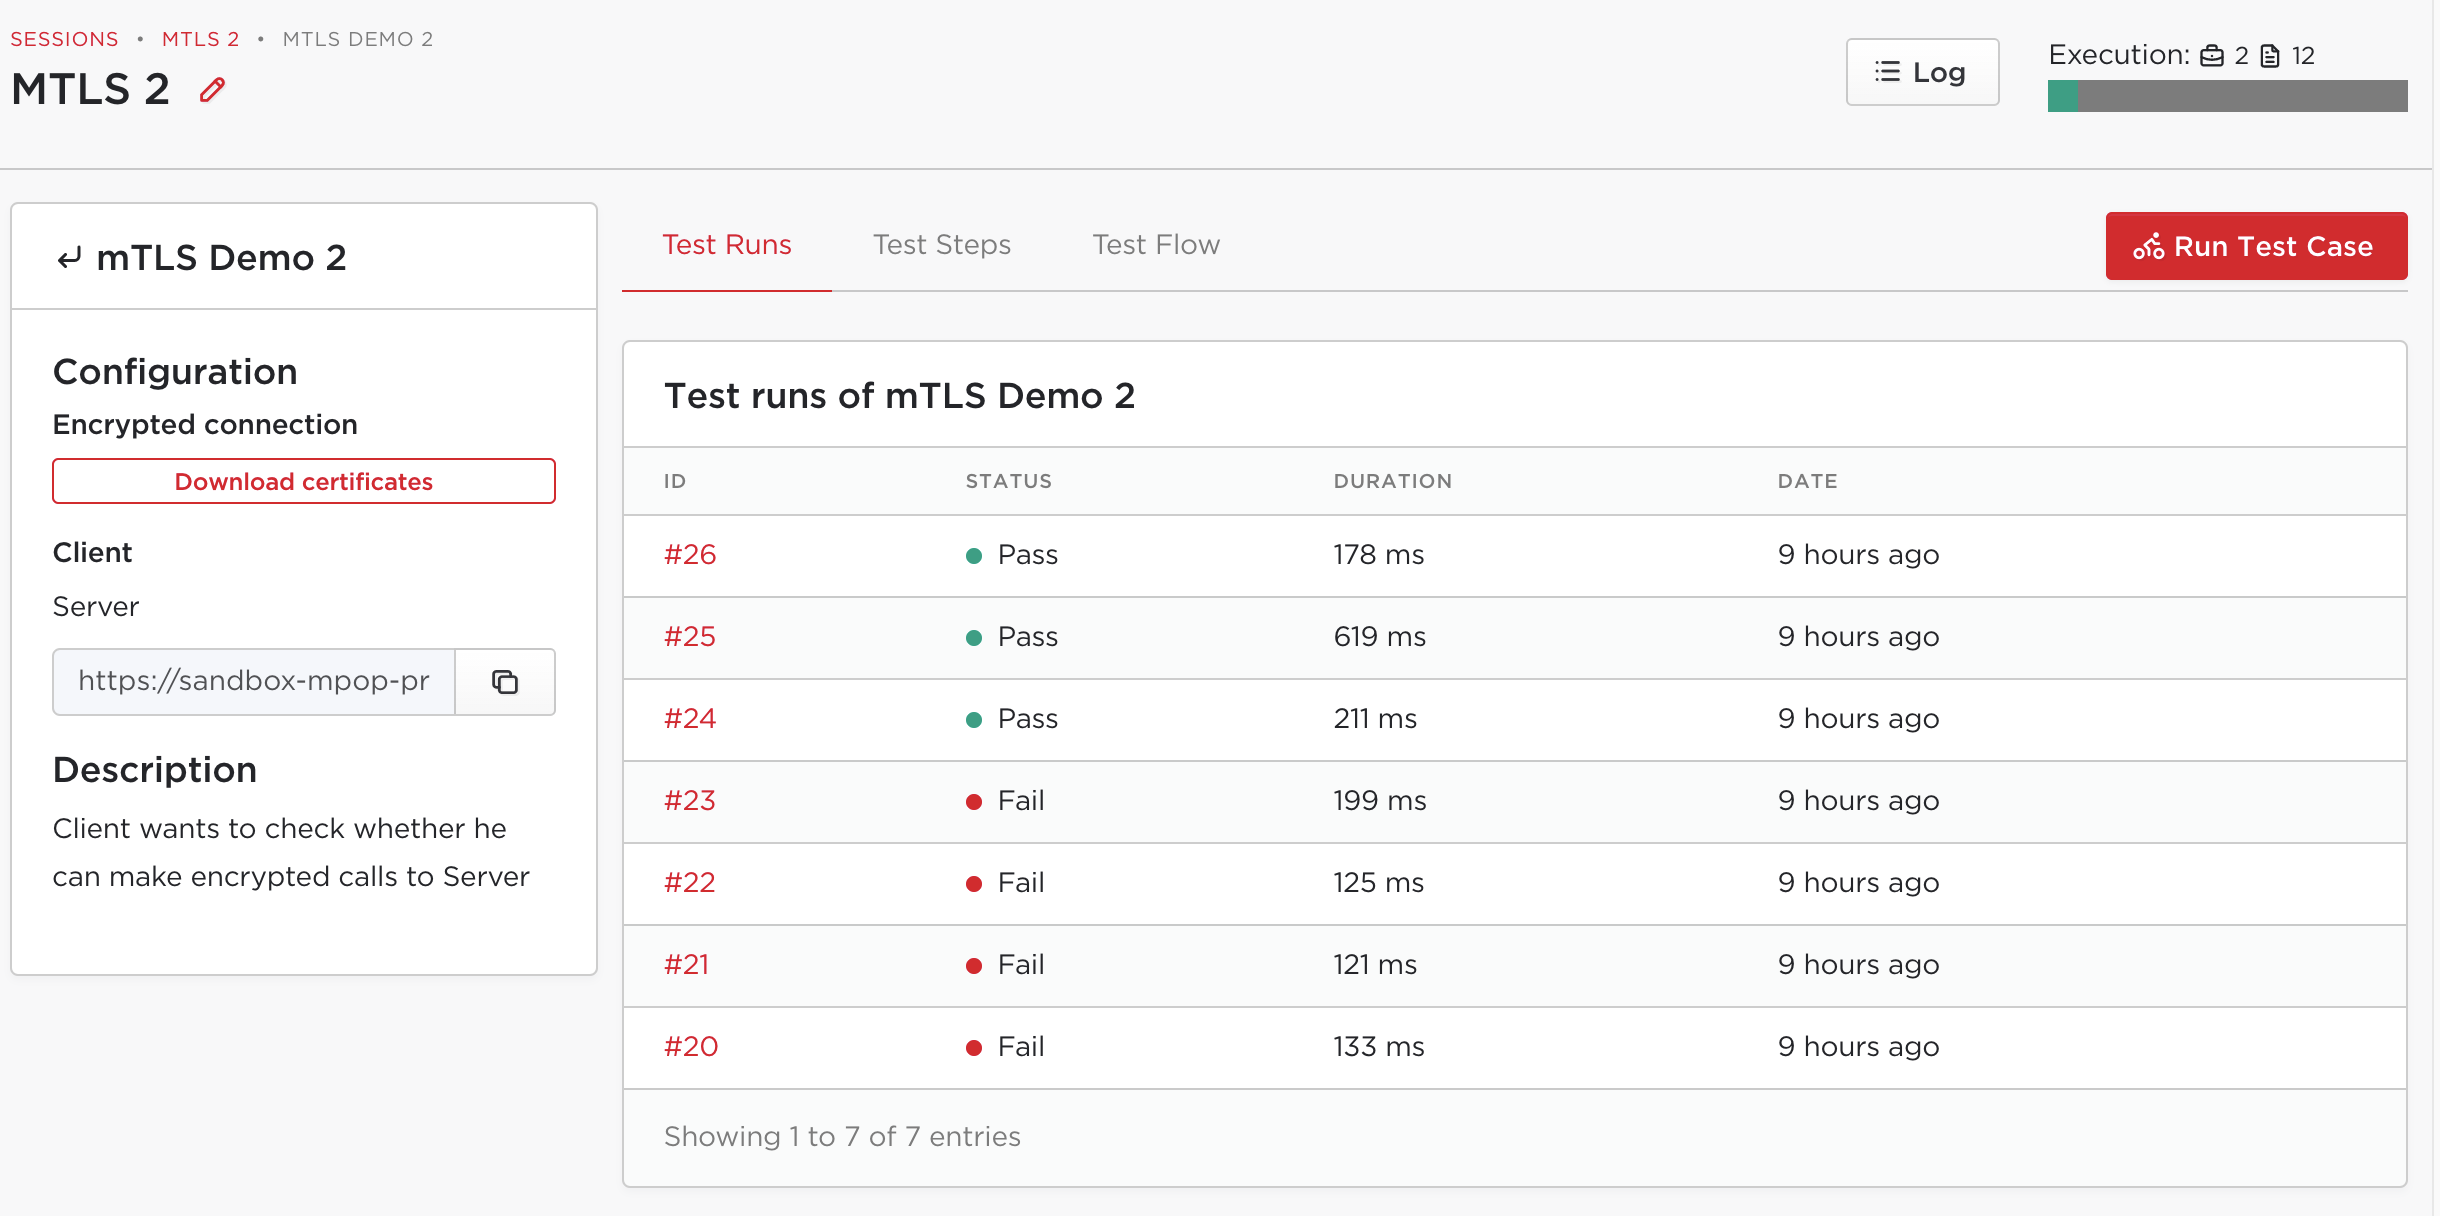 SESSIONS • MTLS 2 • MTLS DEMO 2
MTLS 2
Log
Execution: 2 12
mTLS Demo 2
Configuration
Encrypted connection
Download certificates
Client
Server
https://sandbox-mpop-pr
Description
Client wants to check whether he
can make encrypted calls to Server
Test Runs Test Steps Test Flow
Run Test Case
Test runs of mTLS Demo 2
ID STATUS DURATION DATE
#26 Pass 178 ms 9 hours ago
#25 Pass 619 ms 9 hours ago
#24 Pass 211 ms 9 hours ago
#23 Fail 199 ms 9 hours ago
#22 Fail 125 ms 9 hours ago
#21 Fail 121 ms 9 hours ago
#20 Fail 133 ms 9 hours ago
Showing 1 to 7 of 7 entries